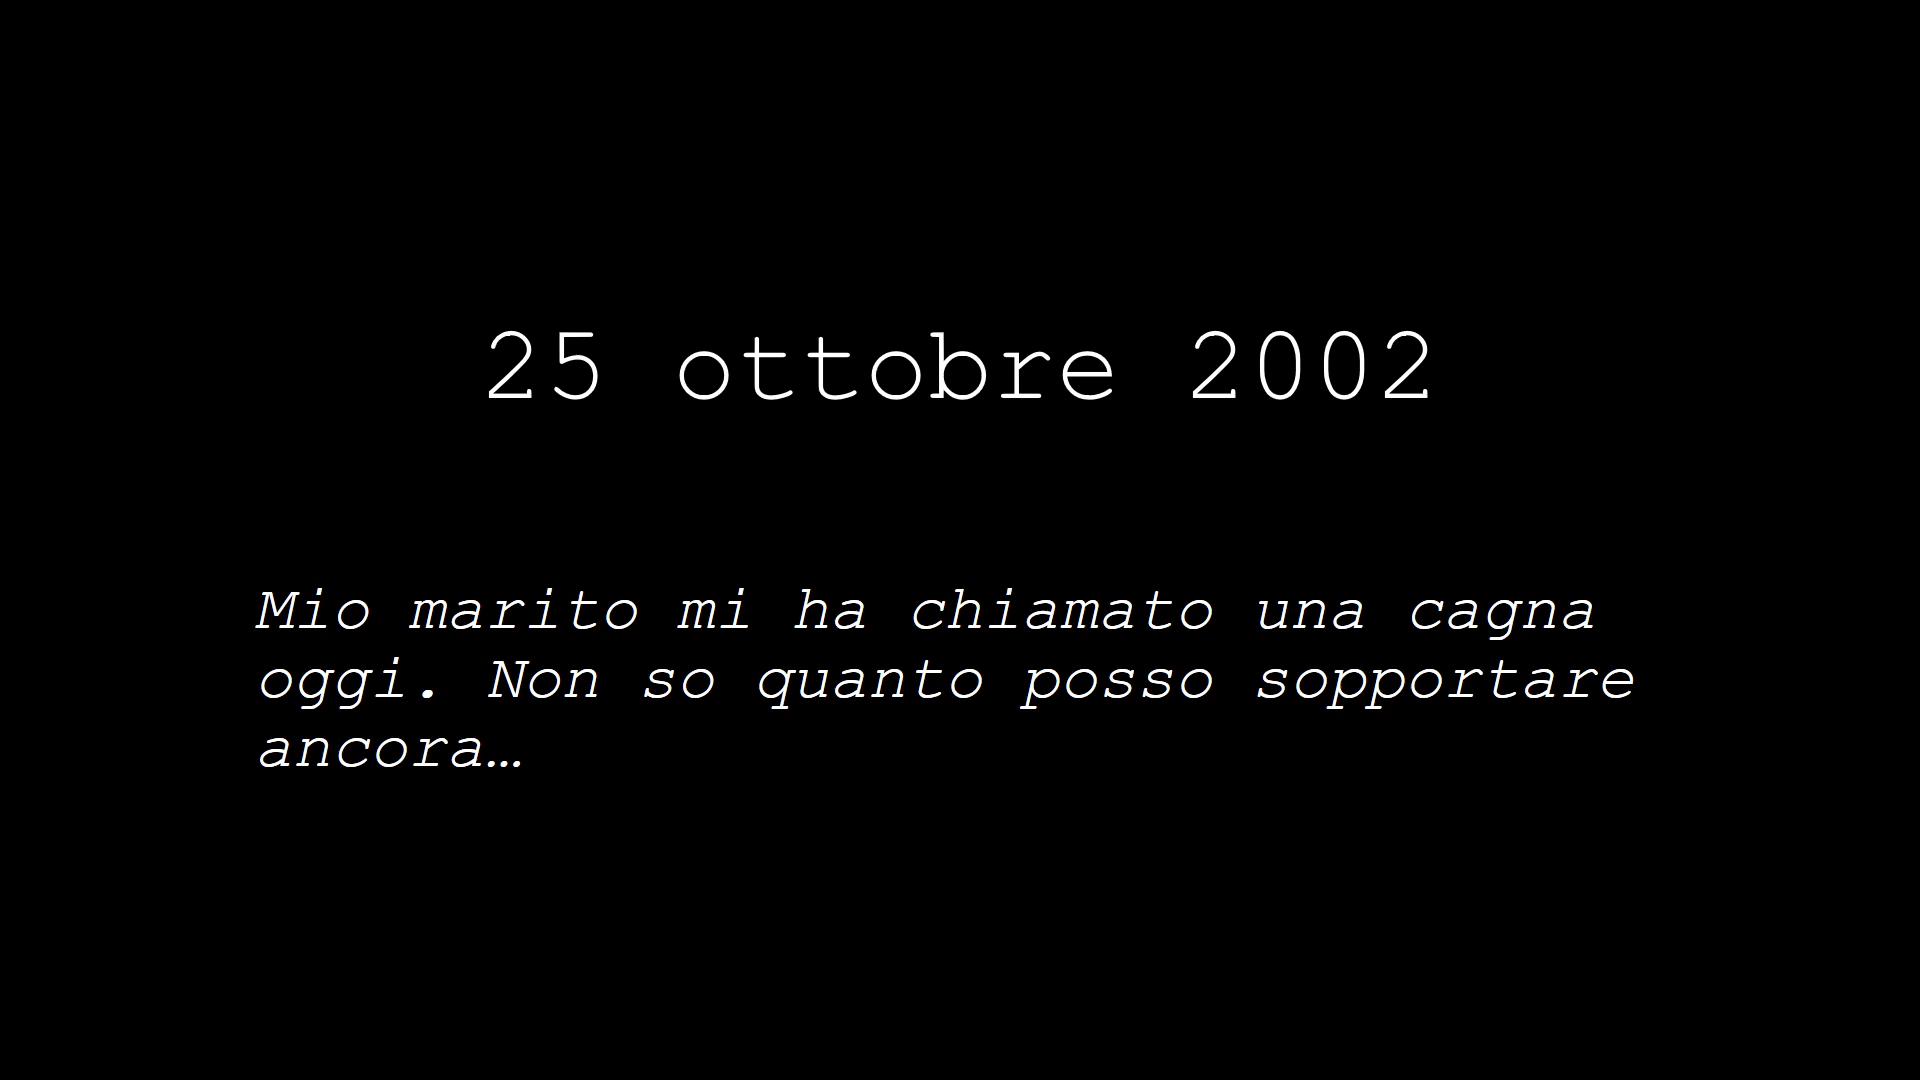 25 ottobre 2002
Mio marito mi ha chiamato una cagna
oggi. Non so quanto posso sopportare
ancora…